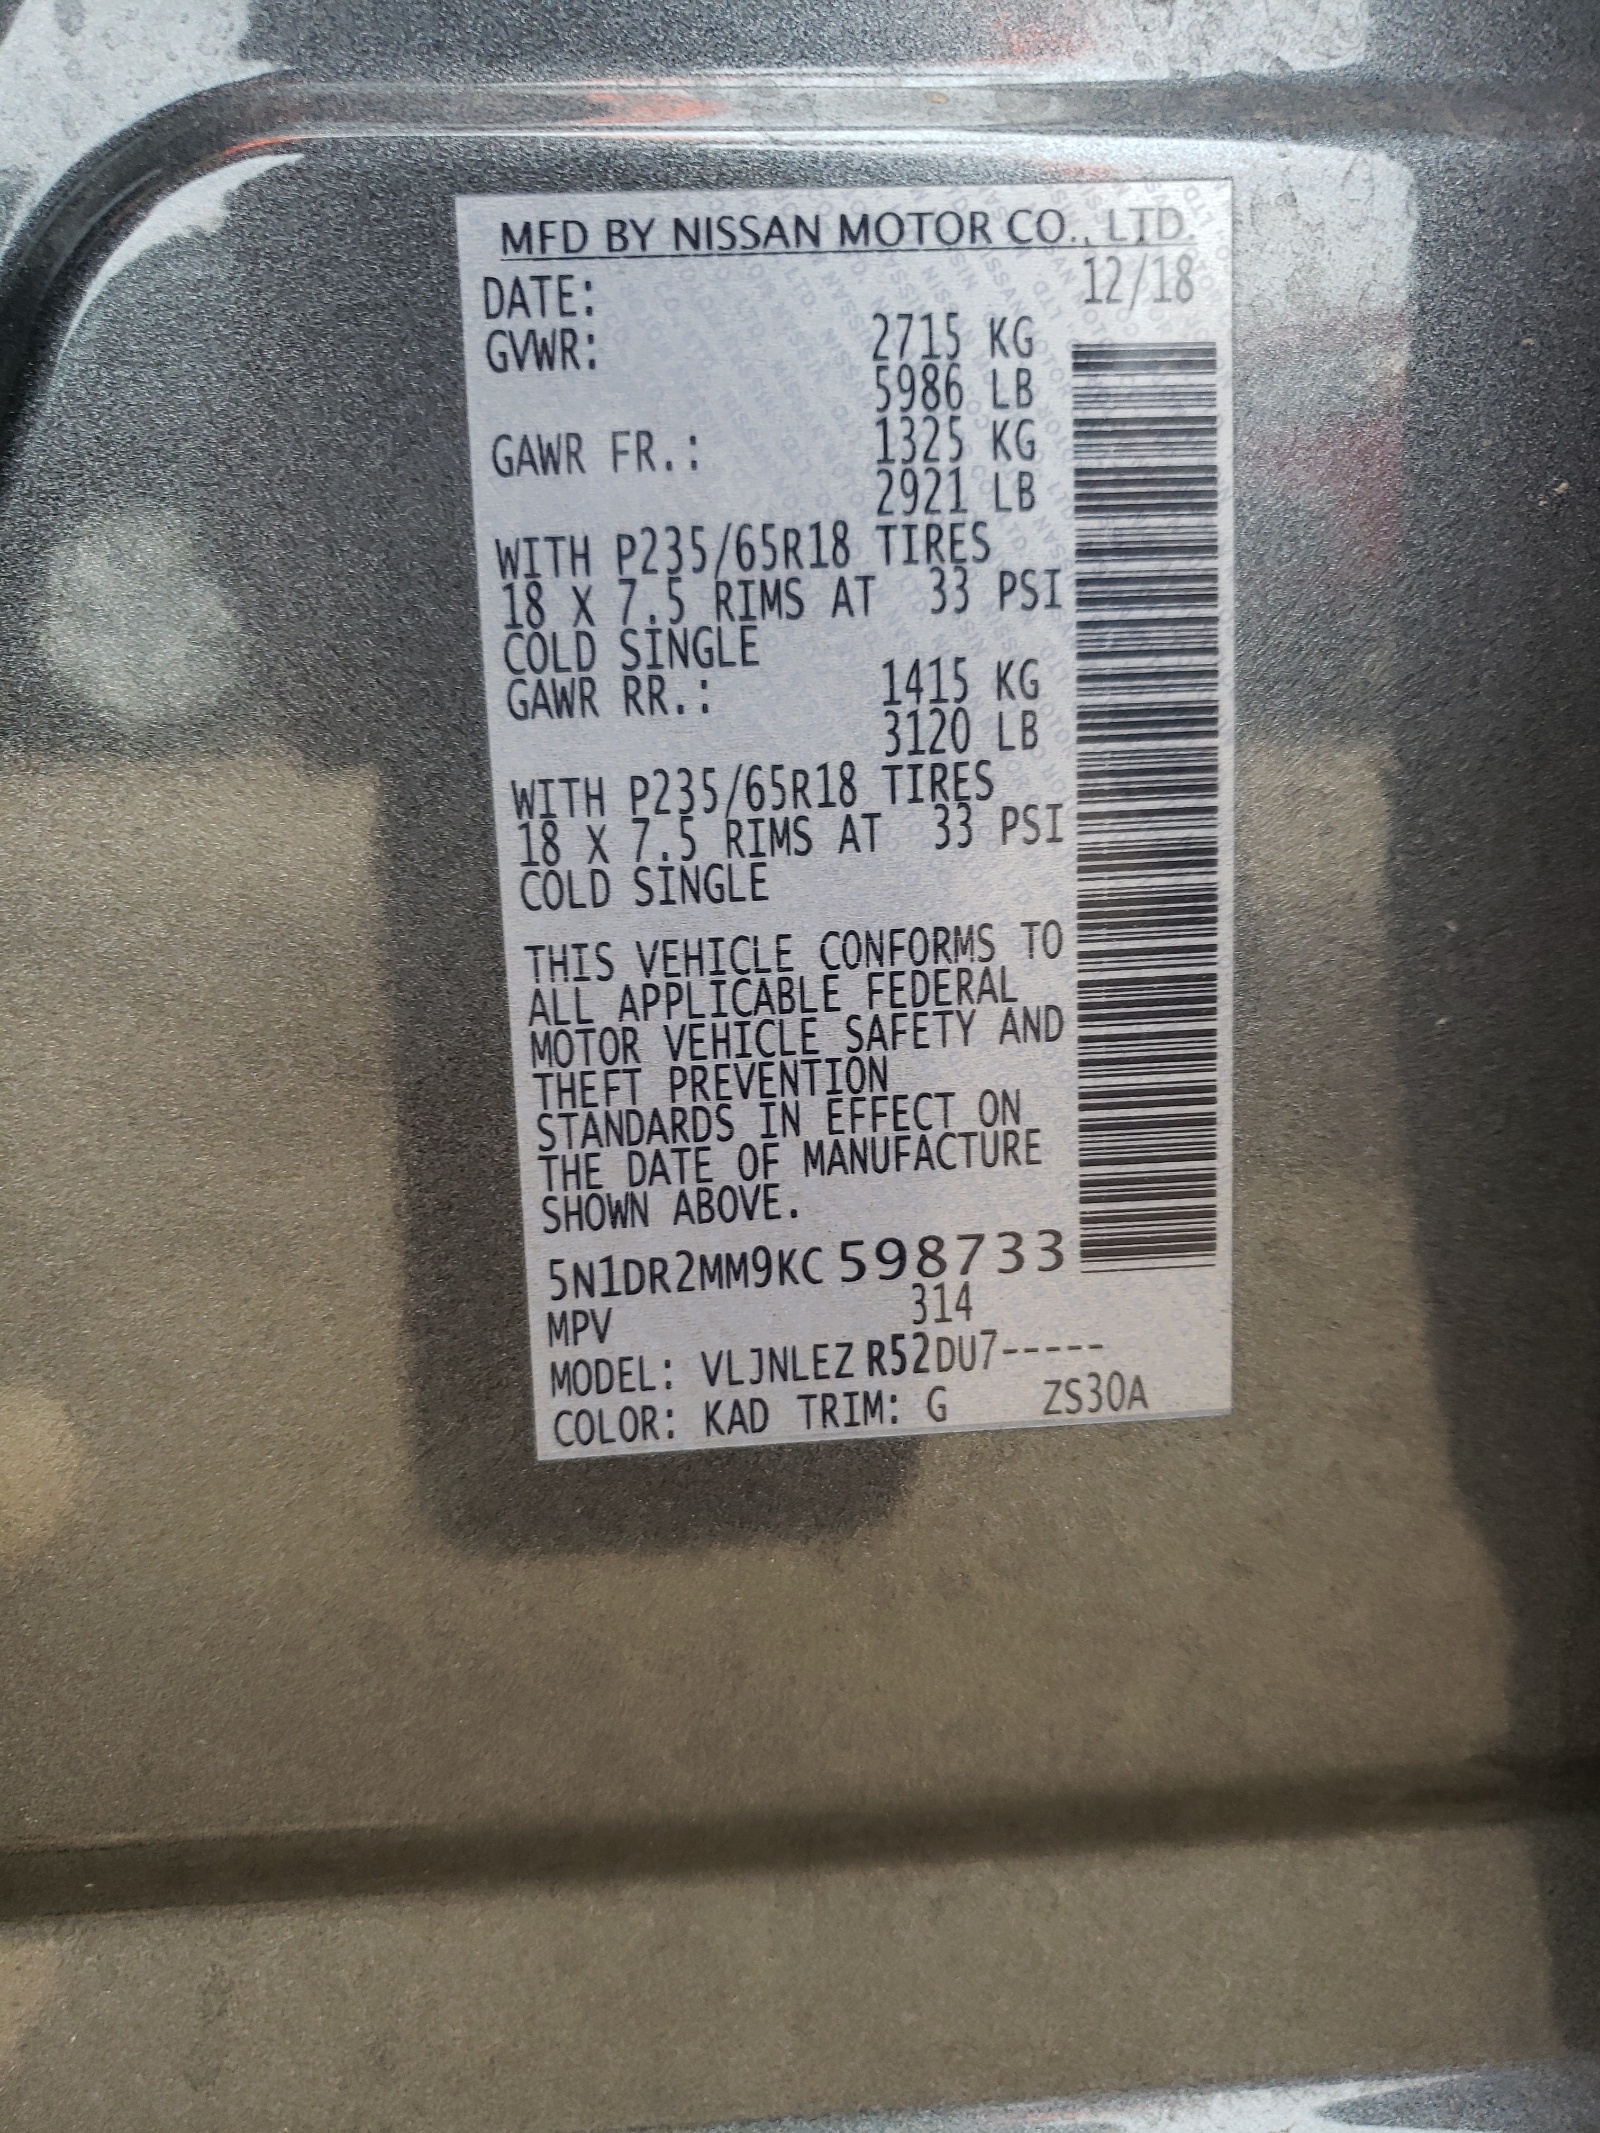 MFD BY NISSAN MOTOR CO., LTD.
DATE: 12/18
GVWR: 2715 KG
5986 LB
GAWR FR.: 1325 KG
2921 LB
WITH P235/65R18 TIRES
18 X 7.5 RIMS AT 33 PSI
COLD SINGLE
GAWR RR.: 1415 KG
3120 LB
WITH P235/65R18 TIRES
18 X 7.5 RIMS AT 33 PSI
COLD SINGLE
THIS VEHICLE CONFORMS TO
ALL APPLICABLE FEDERAL
MOTOR VEHICLE SAFETY AND
THEFT PREVENTION
STANDARDS IN EFFECT ON
THE DATE OF MANUFACTURE
SHOWN ABOVE.
5N1DR2MM9KC 598733
MPV 314
MODEL: VLJNLEZ R52DU7-----
COLOR: KAD TRIM: G ZS30A